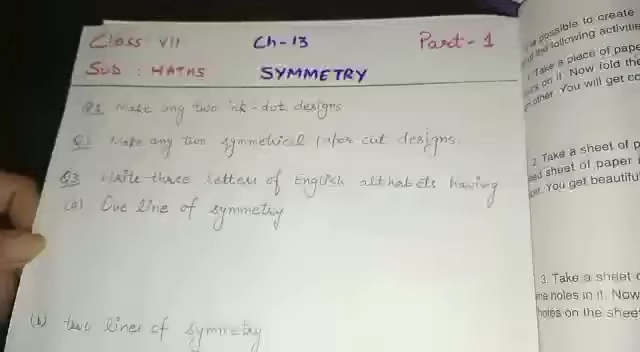 Class VII Ch-13 Part-1
Sub : MATHS SYMMETRY
Q1 Make any two ink-dot designs
Q2 Make any two symmetrical paper cut designs.
Q3 Write three letters of English althabets having
(a) One line of symmetry
(b) two lines of symmetry
possible to create
the following activitie
1. Take a piece of pape
on it. Now fold the
other. You will get co
2. Take a sheet of p
sheet of paper
You get beautifu
3. Take a sheet o
holes in it. Now
holes on the shee